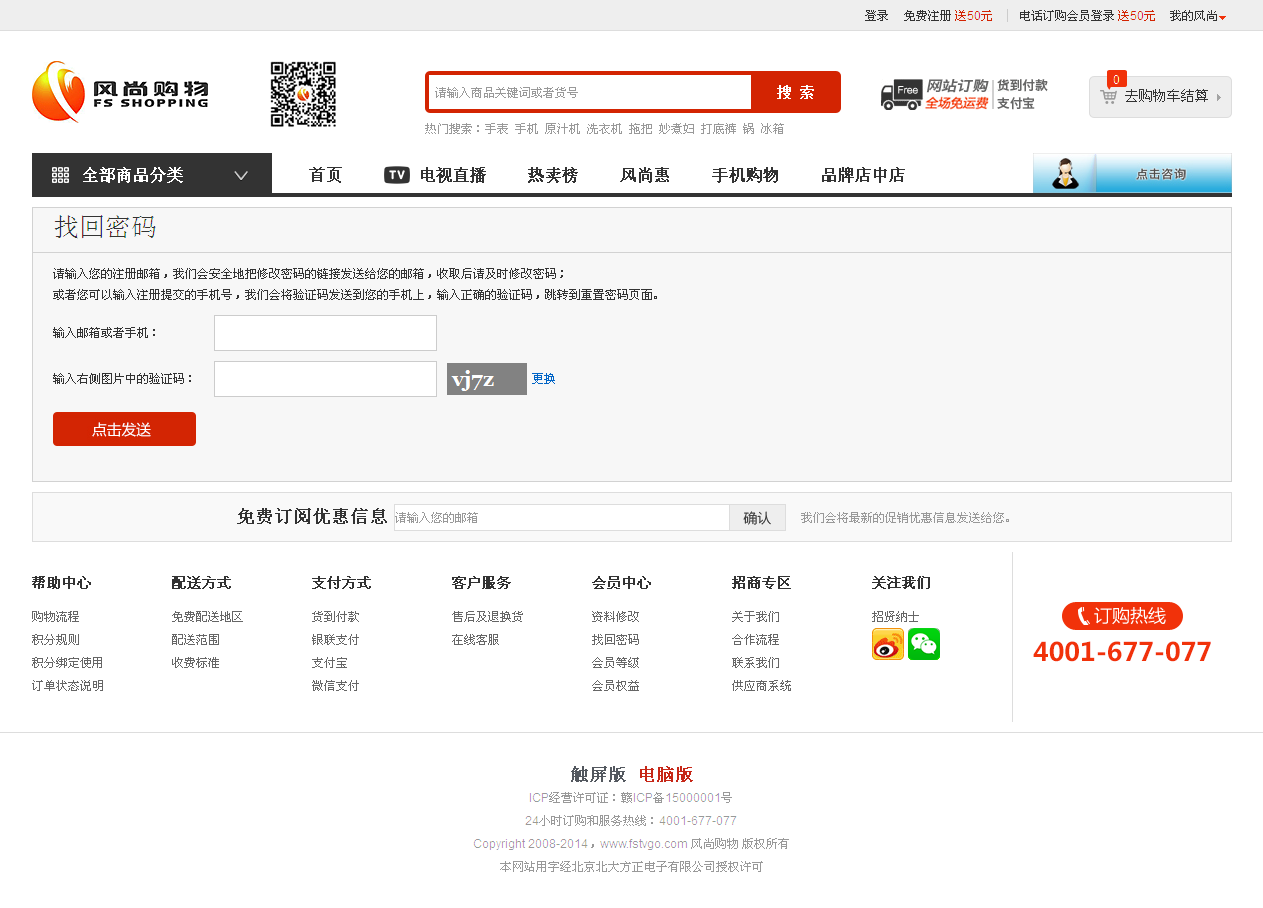 登录 免费注册 送50元 电话订购会员登录 送50元 我的风尚
风尚购物
FS SHOPPING
请输入商品关键词或者货号
搜 索
热门搜索：手表 手机 原汁机 洗衣机 拖把 妙煮妇 打底裤 锅 冰箱
Free
网站订购
全场免运费
货到付款
支付宝
0
去购物车结算
全部商品分类
首页 TV 电视直播 热卖榜 风尚惠 手机购物 品牌店中店
点击咨询
找回密码
请输入您的注册邮箱，我们会安全地把修改密码的链接发送给您的邮箱，收取后请及时修改密码；
或者您可以输入注册提交的手机号，我们会将验证码发送到您的手机上，输入正确的验证码，跳转到重置密码页面。
输入邮箱或者手机：
输入右侧图片中的验证码： vj7z 更换
点击发送
免费订阅优惠信息 请输入您的邮箱 确认 我们会将最新的促销优惠信息发送给您。
帮助中心
购物流程
积分规则
积分绑定使用
订单状态说明
配送方式
免费配送地区
配送范围
收费标准
支付方式
货到付款
银联支付
支付宝
微信支付
客户服务
售后及退换货
在线客服
会员中心
资料修改
找回密码
会员等级
会员权益
招商专区
关于我们
合作流程
联系我们
供应商系统
关注我们
招贤纳士
订购热线
4001-677-077
触屏版 电脑版
ICP经营许可证：赣ICP备15000001号
24小时订购和服务热线：4001-677-077
Copyright 2008-2014，www.fstvgo.com 风尚购物 版权所有
本网站用字经北京北大方正电子有限公司授权许可